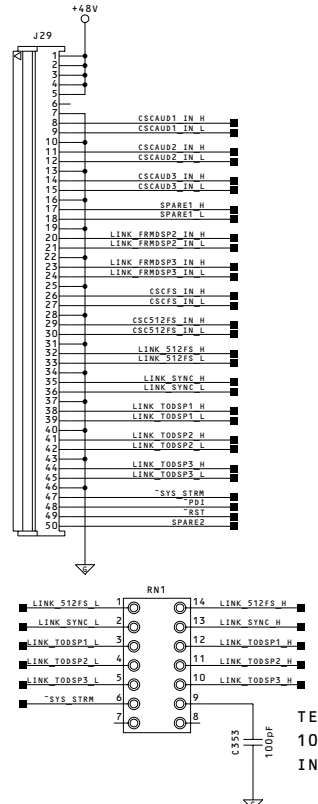 +48V
J29
1
2
3
4
5
6
7
8 CSCAUD1_IN_H
9 CSCAUD1_IN_L
10
11 CSCAUD2_IN_H
12 CSCAUD2_IN_L
13
14 CSCAUD3_IN_H
15 CSCAUD3_IN_L
16
17 SPARE1_H
18 SPARE1_L
19
20 LINK_FRMDSP2_IN_H
21 LINK_FRMDSP2_IN_L
22
23 LINK_FRMDSP3_IN_H
24 LINK_FRMDSP3_IN_L
25
26 CSCFS_IN_H
27 CSCFS_IN_L
28
29 CSC512FS_IN_H
30 CSC512FS_IN_L
31
32 LINK_512FS_H
33 LINK_512FS_L
34
35 LINK_SYNC_H
36 LINK_SYNC_L
37
38 LINK_TODSP1_H
39 LINK_TODSP1_L
40
41 LINK_TODSP2_H
42 LINK_TODSP2_L
43
44 LINK_TODSP3_H
45 LINK_TODSP3_L
46
47 ~SYS_STRM
48 ~PDI
49 ~RST
50 SPARE2
G
RN1
LINK_512FS_L 1 14 LINK_512FS_H
LINK_SYNC_L 2 13 LINK_SYNC_H
LINK_TODSP1_L 3 12 LINK_TODSP1_H
LINK_TODSP2_L 4 11 LINK_TODSP2_H
LINK_TODSP3_L 5 10 LINK_TODSP3_H
~SYS_STRM 6 9
7 8
C353
100pF
TE
10
IN